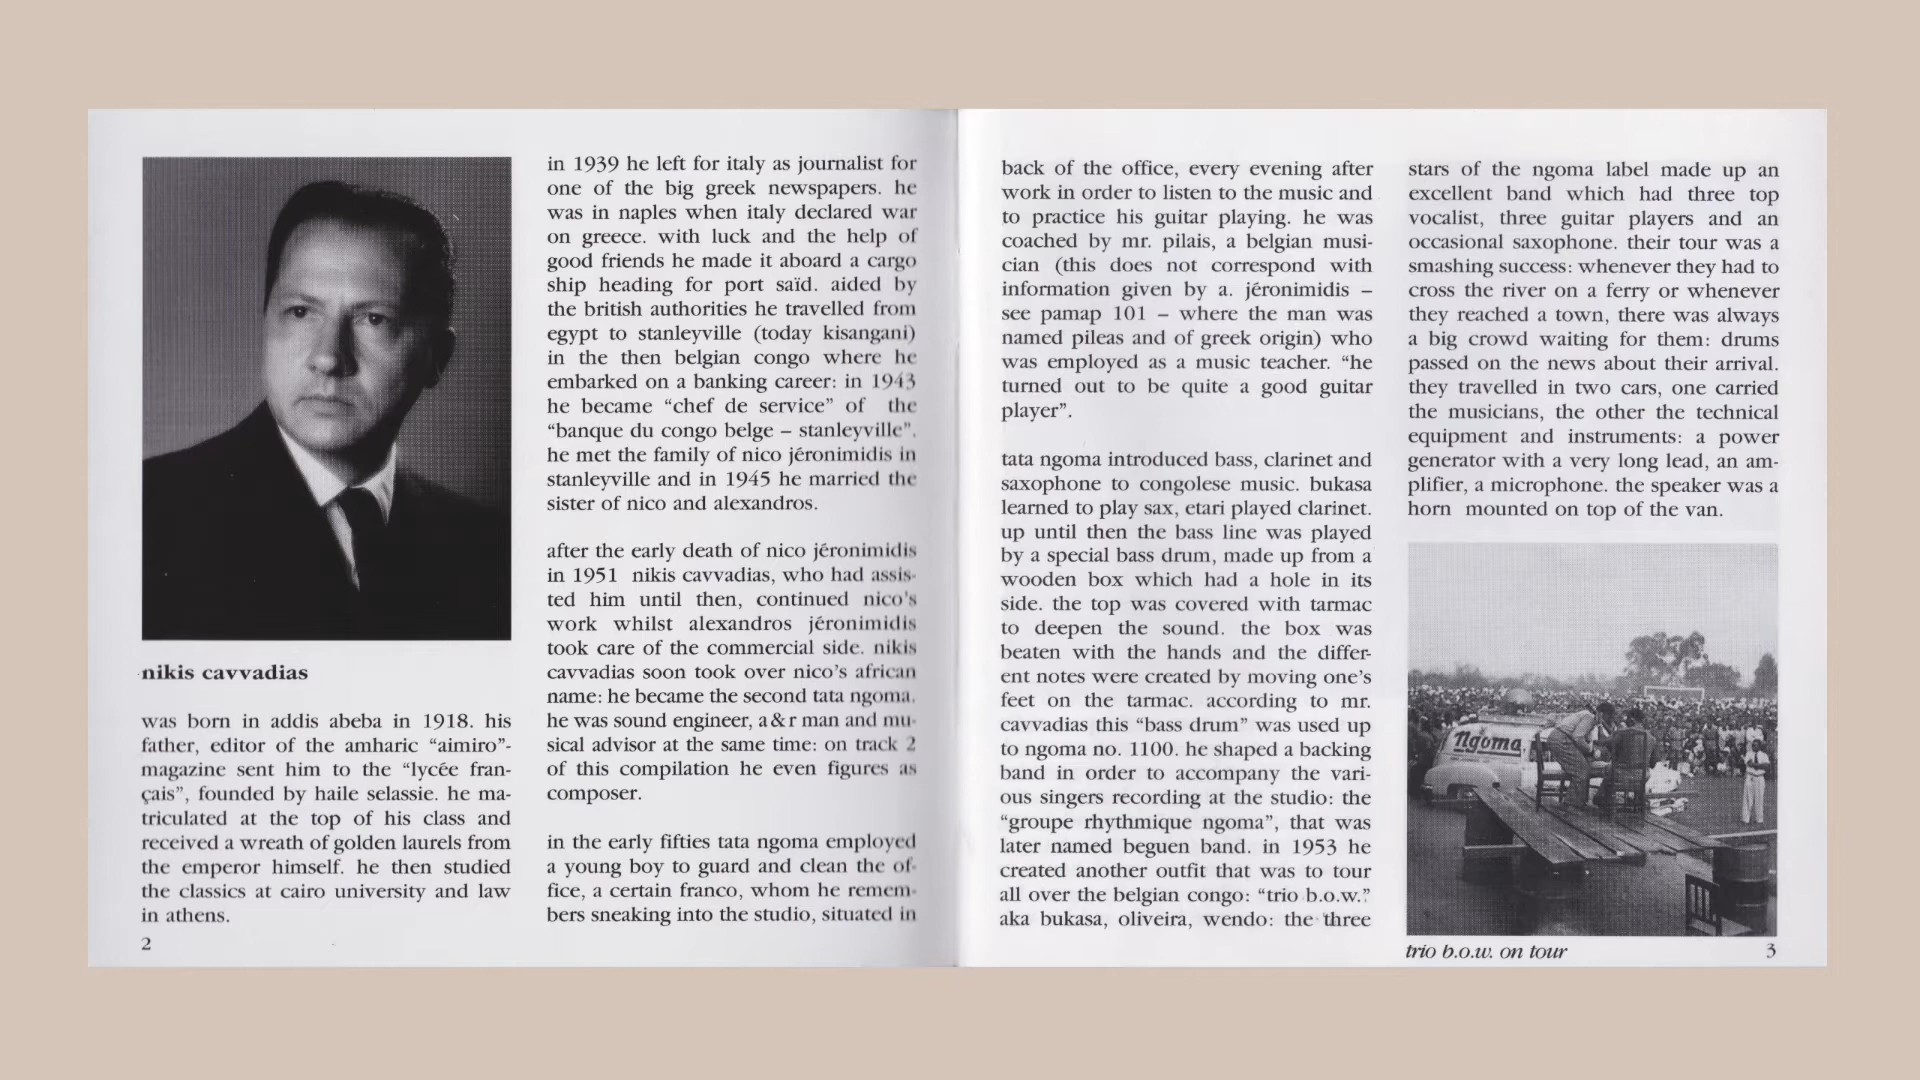 nikis cavvadias
was born in addis abeba in 1918. his
father, editor of the amharic “aimiro”-
magazine sent him to the “lycée fran-
çais”, founded by haile selassie. he ma-
triculated at the top of his class and
received a wreath of golden laurels from
the emperor himself. he then studied
the classics at cairo university and law
in athens.
2
in 1939 he left for italy as journalist for
one of the big greek newspapers. he
was in naples when italy declared war
on greece. with luck and the help of
good friends he made it aboard a cargo
ship heading for port saïd. aided by
the british authorities he travelled from
egypt to stanleyville (today kisangani)
in the then belgian congo where he
embarked on a banking career: in 1943
he became “chef de service” of the
“banque du congo belge – stanleyville”.
he met the family of nico jéronimidis in
stanleyville and in 1945 he married the
sister of nico and alexandros.
after the early death of nico jéronimidis
in 1951 nikis cavvadias, who had assis-
ted him until then, continued nico’s
work whilst alexandros jéronimidis
took care of the commercial side. nikis
cavvadias soon took over nico’s african
name: he became the second tata ngoma.
he was sound engineer, a&r man and mu-
sical advisor at the same time: on track 2
of this compilation he even figures as
composer.
in the early fifties tata ngoma employed
a young boy to guard and clean the of-
fice, a certain franco, whom he remem-
bers sneaking into the studio, situated in
back of the office, every evening after
work in order to listen to the music and
to practice his guitar playing. he was
coached by mr. pilais, a belgian musi-
cian (this does not correspond with
information given by a. jéronimidis –
see pamap 101 – where the man was
named pileas and of greek origin) who
was employed as a music teacher. “he
turned out to be quite a good guitar
player”.
tata ngoma introduced bass, clarinet and
saxophone to congolese music. bukasa
learned to play sax, etari played clarinet.
up until then the bass line was played
by a special bass drum, made up from a
wooden box which had a hole in its
side. the top was covered with tarmac
to deepen the sound. the box was
beaten with the hands and the differ-
ent notes were created by moving one’s
feet on the tarmac. according to mr.
cavvadias this “bass drum” was used up
to ngoma no. 1100. he shaped a backing
band in order to accompany the vari-
ous singers recording at the studio: the
“groupe rhythmique ngoma”, that was
later named beguen band. in 1953 he
created another outfit that was to tour
all over the belgian congo: “trio b.o.w.”
aka bukasa, oliveira, wendo: the three
stars of the ngoma label made up an
excellent band which had three top
vocalist, three guitar players and an
occasional saxophone. their tour was a
smashing success: whenever they had to
cross the river on a ferry or whenever
they reached a town, there was always
a big crowd waiting for them: drums
passed on the news about their arrival.
they travelled in two cars, one carried
the musicians, the other the technical
equipment and instruments: a power
generator with a very long lead, an am-
plifier, a microphone. the speaker was a
horn mounted on top of the van.
Ngoma
trio b.o.w. on tour
3